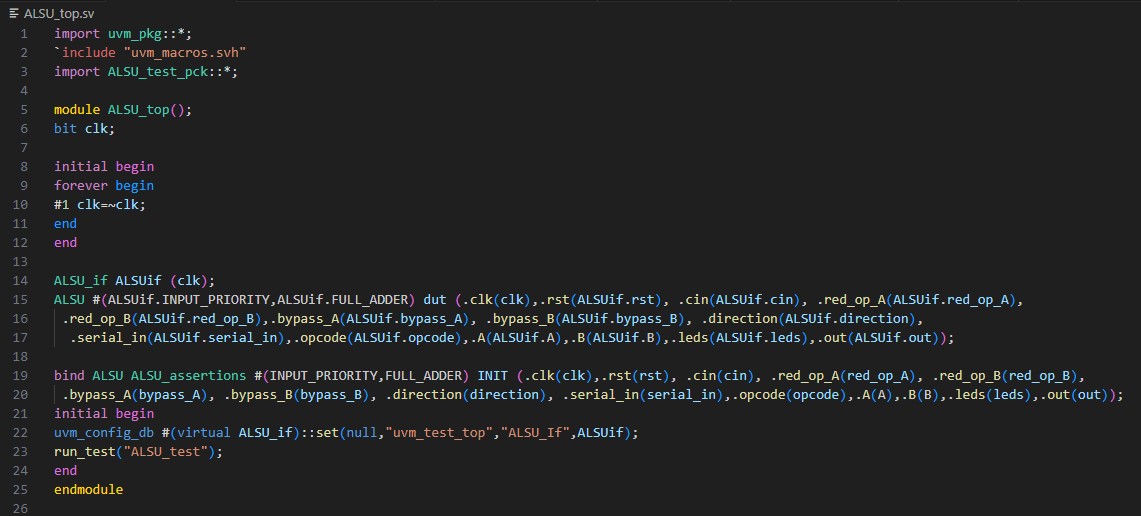 ALSU_top.sv
1 import uvm_pkg::*;
2 `include "uvm_macros.svh"
3 import ALSU_test_pck::*;
4
5 module ALSU_top();
6 bit clk;
7
8 initial begin
9 forever begin
10 #1 clk=~clk;
11 end
12 end
13
14 ALSU_if ALSUif (clk);
15 ALSU #(ALSUif.INPUT_PRIORITY,ALSUif.FULL_ADDER) dut (.clk(clk),.rst(ALSUif.rst), .cin(ALSUif.cin), .red_op_A(ALSUif.red_op_A),
16 .red_op_B(ALSUif.red_op_B),.bypass_A(ALSUif.bypass_A), .bypass_B(ALSUif.bypass_B), .direction(ALSUif.direction),
17 .serial_in(ALSUif.serial_in),.opcode(ALSUif.opcode),.A(ALSUif.A),.B(ALSUif.B),.leds(ALSUif.leds),.out(ALSUif.out));
18
19 bind ALSU ALSU_assertions #(INPUT_PRIORITY,FULL_ADDER) INIT (.clk(clk),.rst(rst), .cin(cin), .red_op_A(red_op_A), .red_op_B(red_op_B),
20 .bypass_A(bypass_A), .bypass_B(bypass_B), .direction(direction), .serial_in(serial_in),.opcode(opcode),.A(A),.B(B),.leds(leds),.out(out));
21 initial begin
22 uvm_config_db #(virtual ALSU_if)::set(null,"uvm_test_top","ALSU_If",ALSUif);
23 run_test("ALSU_test");
24 end
25 endmodule
26